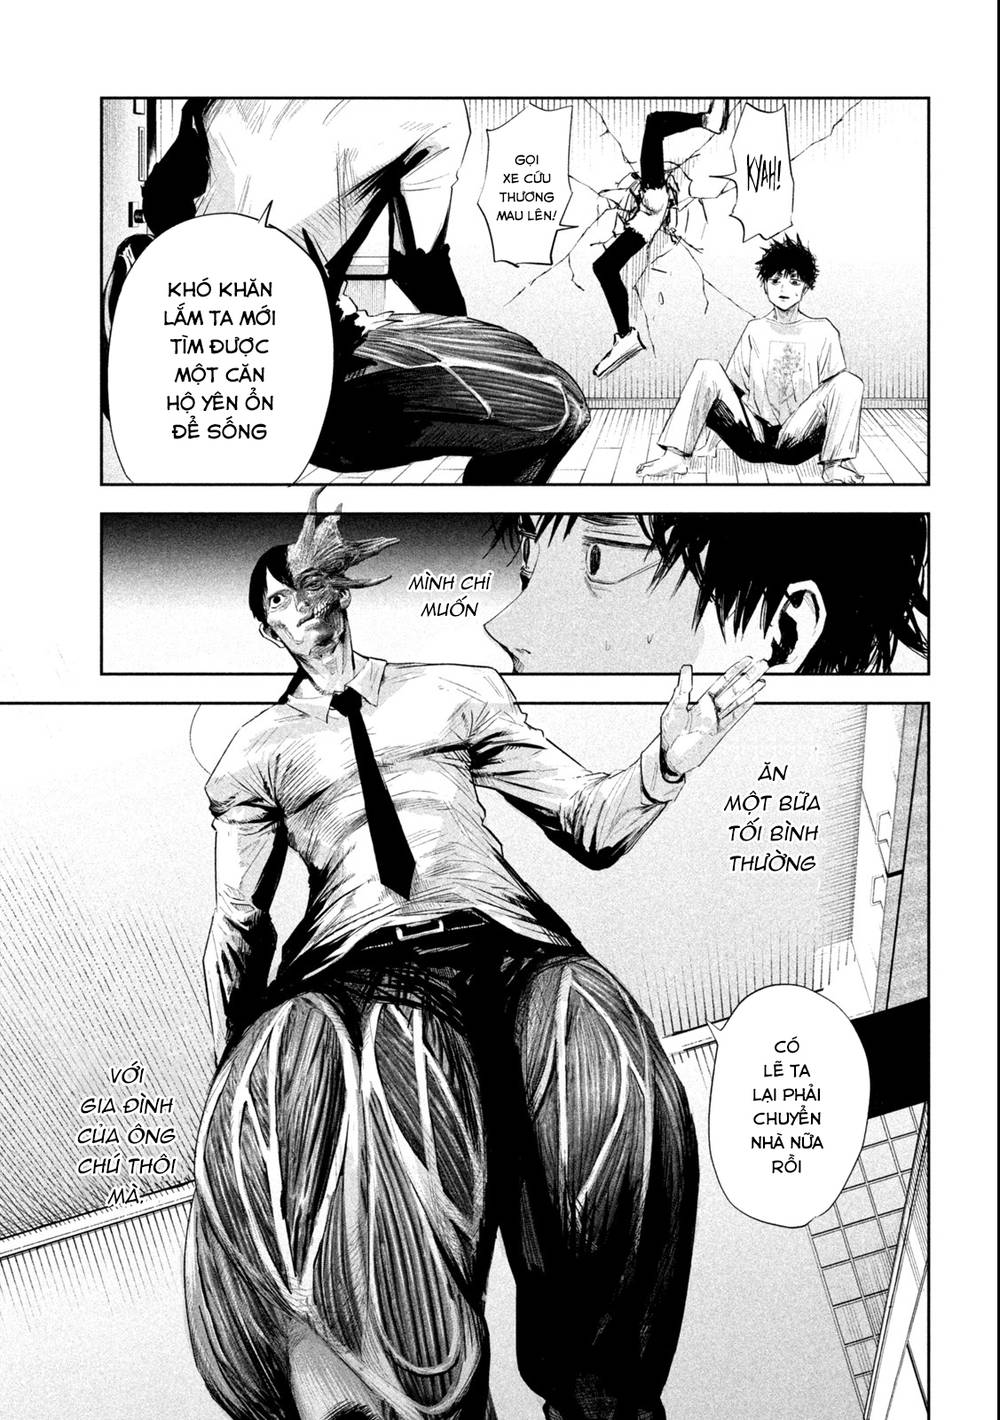 KYAH!
GỌI
XE CỨU
THƯƠNG
MAU LÊN!
KHÓ KHĂN
LẮM TA MỚI
TÌM ĐƯỢC
MỘT CĂN
HỘ YÊN ỔN
ĐỂ SỐNG
MÌNH CHỈ
MUỐN
ĂN
MỘT BỮA
TỐI BÌNH
THƯỜNG
VỚI
GIA ĐÌNH
CỦA ÔNG
CHÚ THÔI
MÀ.
CÓ
LẼ TA
LẠI PHẢI
CHUYỂN
NHÀ NỮA
RỒI